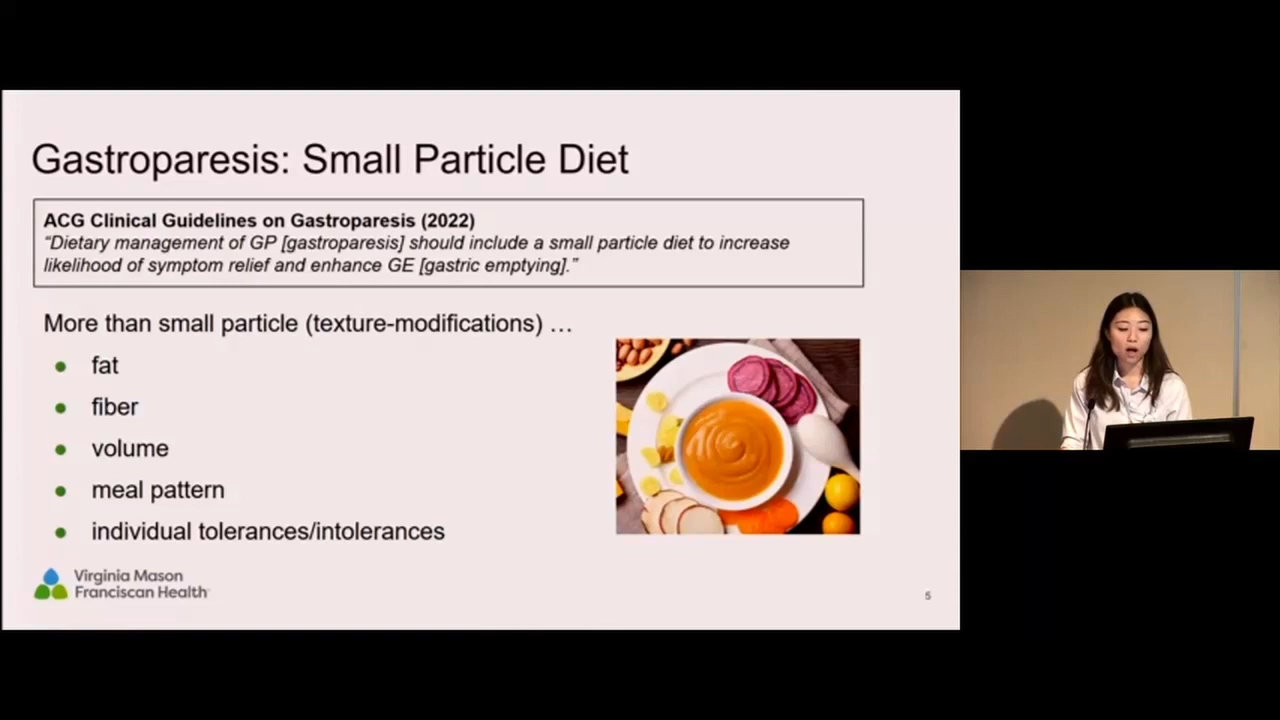 Gastroparesis: Small Particle Diet
ACG Clinical Guidelines on Gastroparesis (2022)
“Dietary management of GP [gastroparesis] should include a small particle diet to increase
likelihood of symptom relief and enhance GE [gastric emptying].”
More than small particle (texture-modifications) …
● fat
● fiber
● volume
● meal pattern
● individual tolerances/intolerances
Virginia Mason
Franciscan Health
5